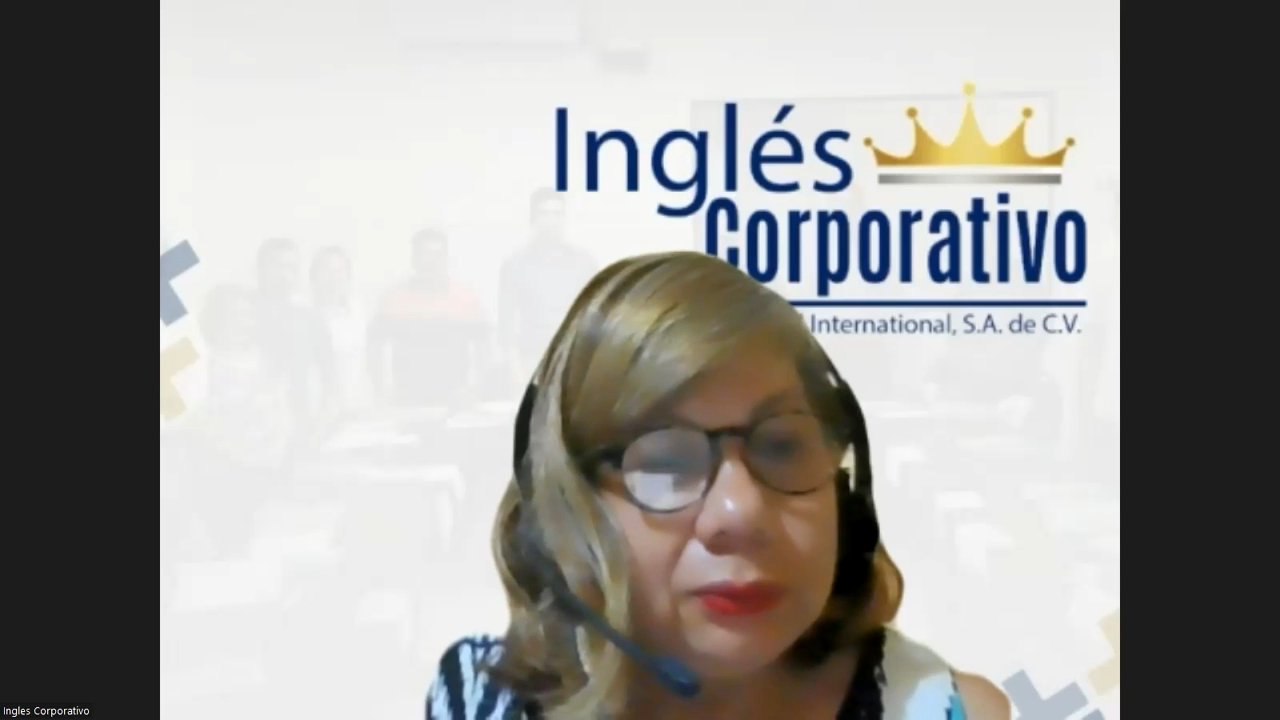 Inglés
Corporativo
International, S.A. de C.V.
Ingles Corporativo